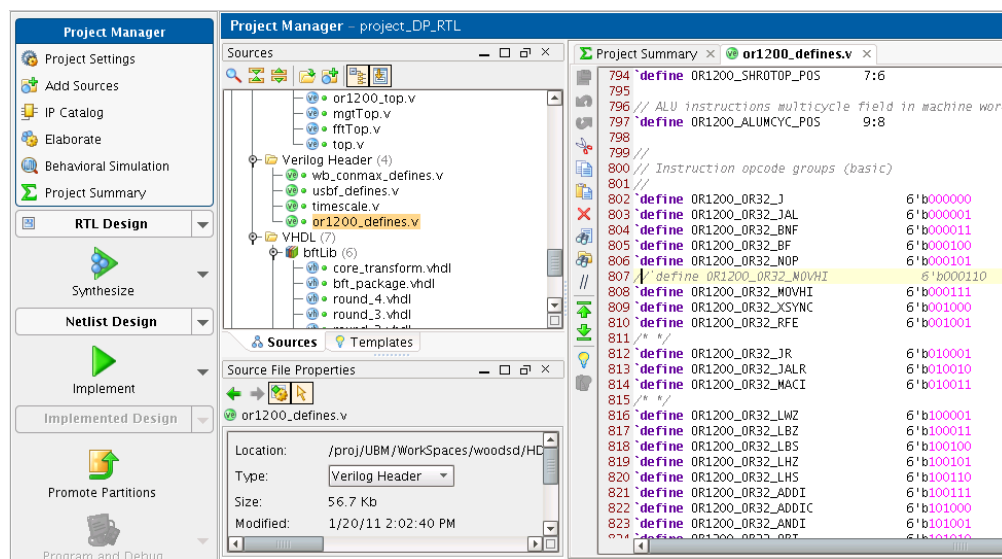 Project Manager
Project Settings
Add Sources
IP Catalog
Elaborate
Behavioral Simulation
Project Summary
RTL Design
Synthesize
Netlist Design
Implement
Implemented Design
Promote Partitions
Program and Debug
Project Manager – project_DP_RTL
Sources
or1200_top.v
mgtTop.v
fftTop.v
top.v
Verilog Header (4)
wb_conmax_defines.v
usbf_defines.v
timescale.v
or1200_defines.v
VHDL (7)
bftLib (6)
core_transform.vhdl
bft_package.vhdl
round_4.vhdl
round_3.vhdl
Sources Templates
Source File Properties
or1200_defines.v
Location: /proj/UBM/WorkSpaces/woodsd/HD
Type: Verilog Header
Size: 56.7 Kb
Modified: 1/20/11 2:02:40 PM
Project Summary × or1200_defines.v ×
794 `define OR1200_SHROTOP_POS 7:6
795
796 // ALU instructions multicycle field in machine wor
797 `define OR1200_ALUMCYC_POS 9:8
798
799 //
800 // Instruction opcode groups (basic)
801 //
802 `define OR1200_OR32_J 6'b000000
803 `define OR1200_OR32_JAL 6'b000001
804 `define OR1200_OR32_BNF 6'b000011
805 `define OR1200_OR32_BF 6'b000100
806 `define OR1200_OR32_NOP 6'b000101
807 //`define OR1200_OR32_MOVHI 6'b000110
808 `define OR1200_OR32_MOVHI 6'b000111
809 `define OR1200_OR32_XSYNC 6'b001000
810 `define OR1200_OR32_RFE 6'b001001
811 /* */
812 `define OR1200_OR32_JR 6'b010001
813 `define OR1200_OR32_JALR 6'b010010
814 `define OR1200_OR32_MACI 6'b010011
815 /* */
816 `define OR1200_OR32_LWZ 6'b100001
817 `define OR1200_OR32_LBZ 6'b100011
818 `define OR1200_OR32_LBS 6'b100100
819 `define OR1200_OR32_LHZ 6'b100101
820 `define OR1200_OR32_LHS 6'b100110
821 `define OR1200_OR32_ADDI 6'b100111
822 `define OR1200_OR32_ADDIC 6'b101000
823 `define OR1200_OR32_ANDI 6'b101001
824 `define OR1200_OR32_ORI 6'b101010